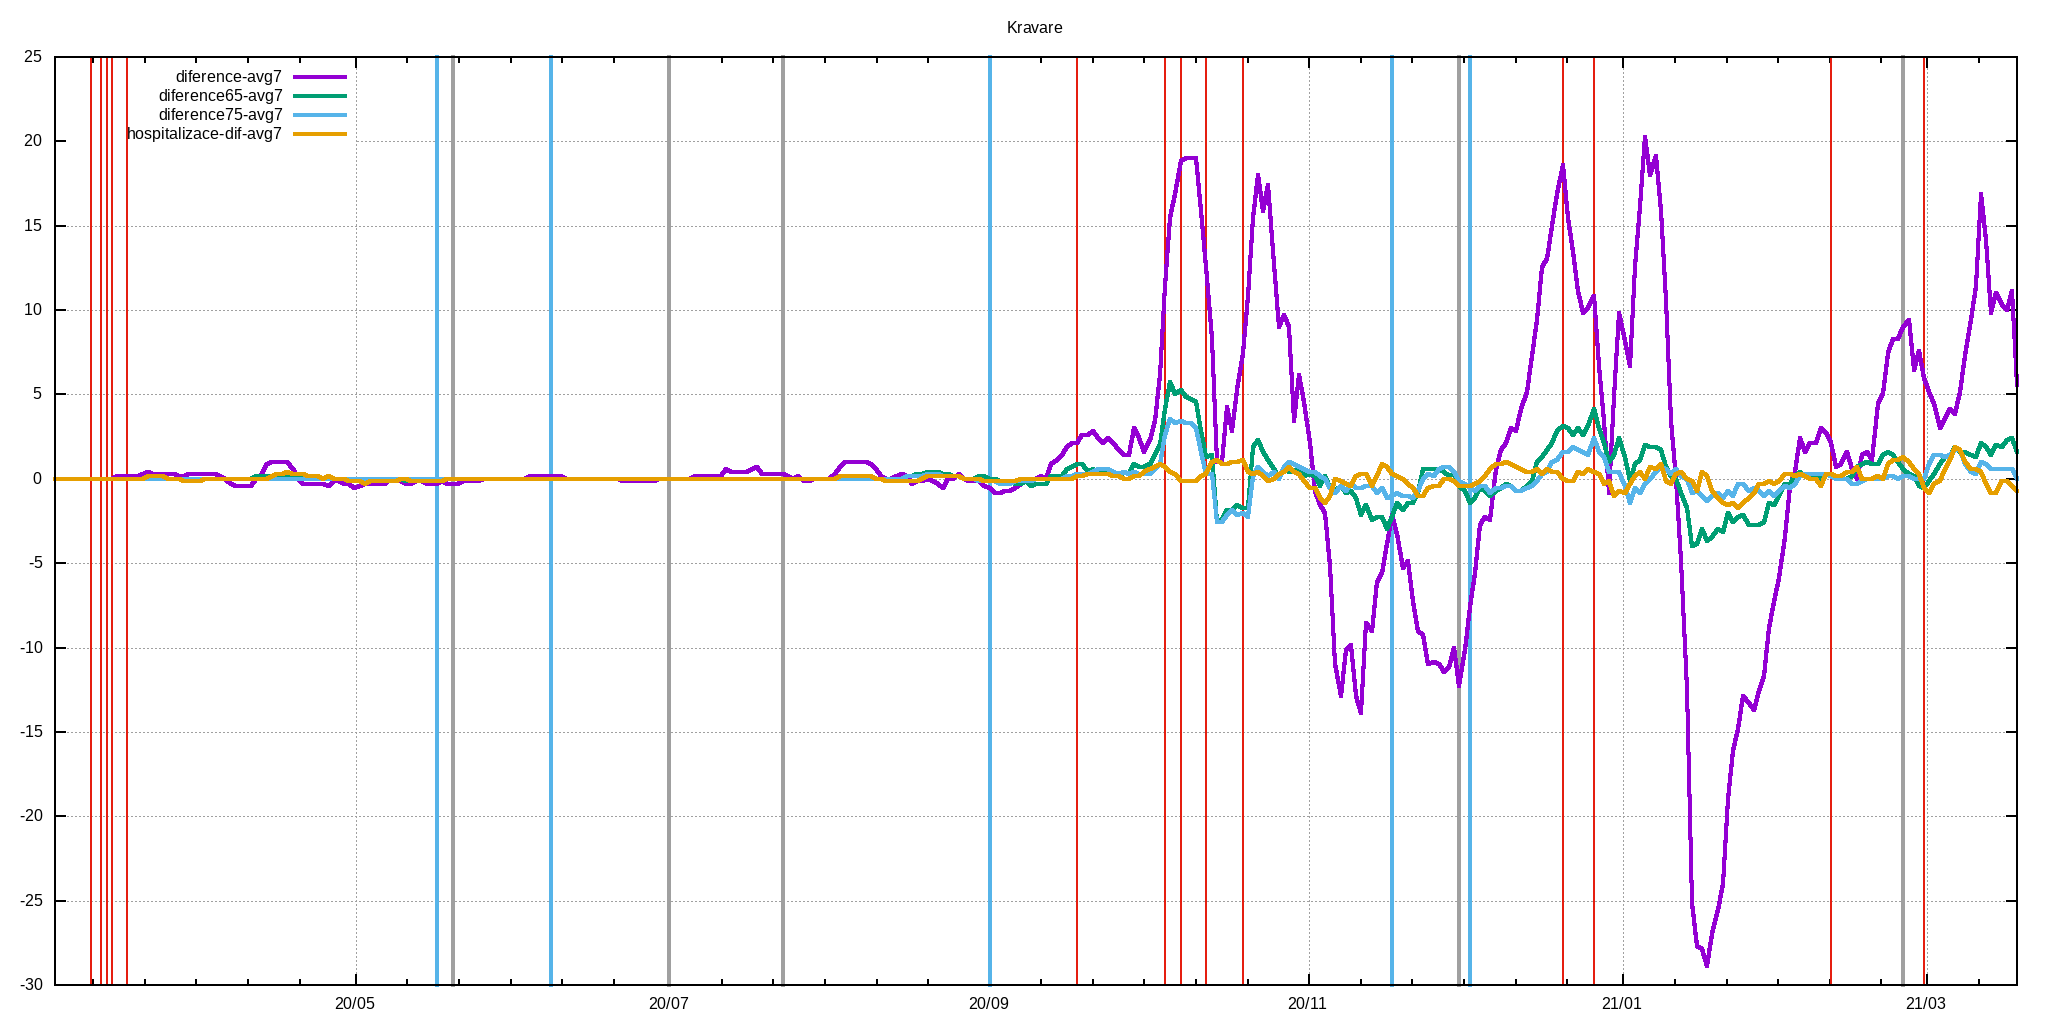 Kravare
diference-avg7
diference65-avg7
diference75-avg7
hospitalizace-dif-avg7
25
20
15
10
5
0
-5
-10
-15
-20
-25
-30
20/05 20/07 20/09 20/11 21/01 21/03